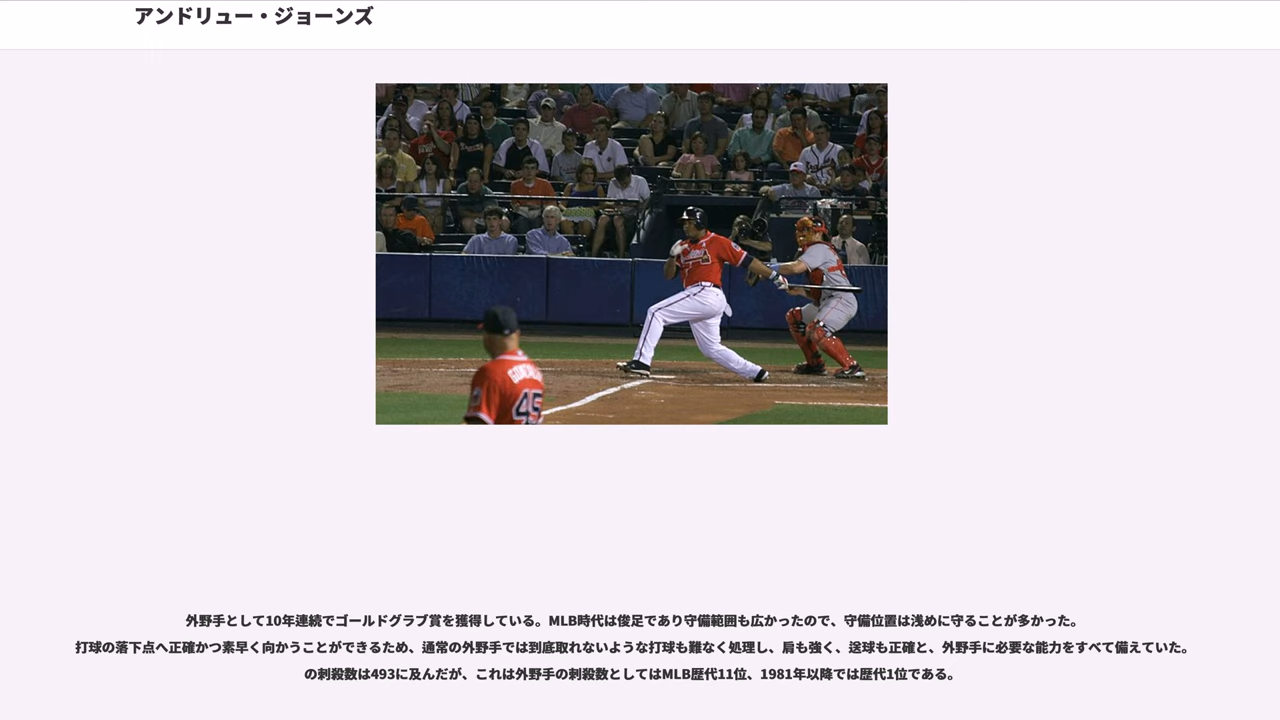 アンドリュー・ジョーンズ
45
外野手として10年連続でゴールドグラブ賞を獲得している。MLB時代は俊足であり守備範囲も広かったので、守備位置は浅めに守ることが多かった。
打球の落下点へ正確かつ素早く向かうことができるため、通常の外野手では到底取れないような打球も難なく処理し、肩も強く、送球も正確と、外野手に必要な能力をすべて備えていた。
の刺殺数は493に及んだが、これは外野手の刺殺数としてはMLB歴代11位、1981年以降では歴代1位である。